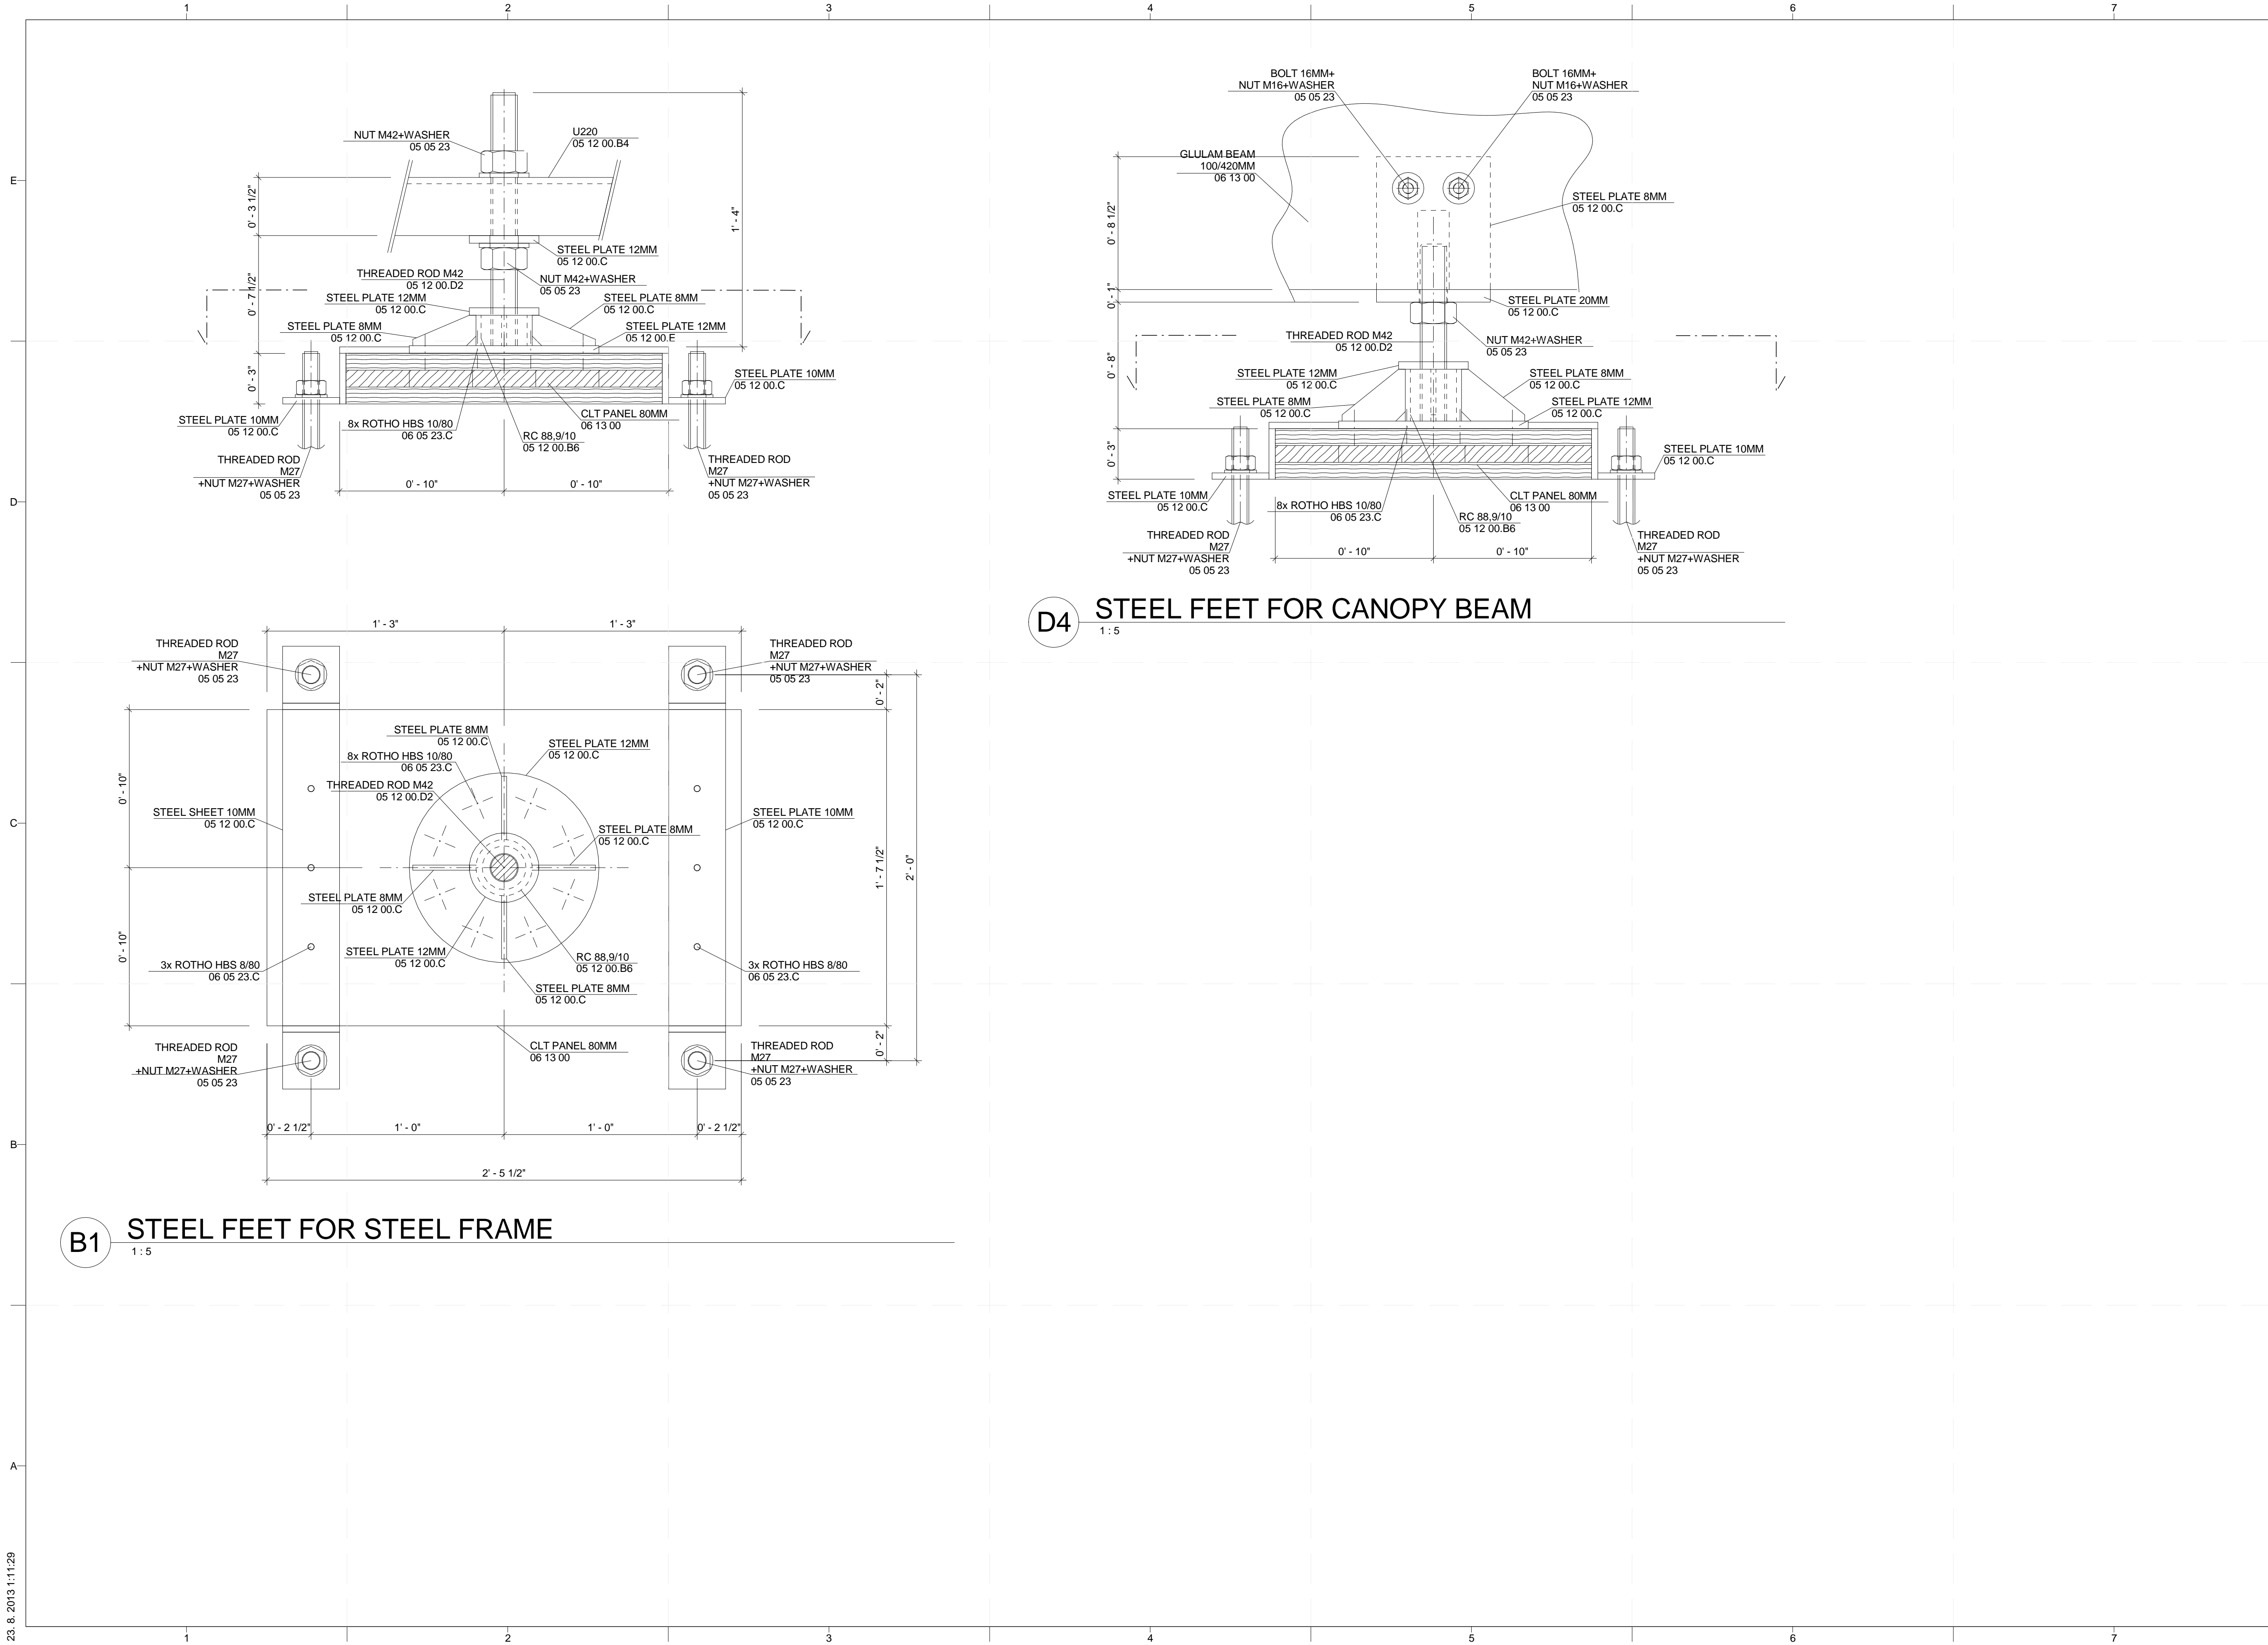 1 2 3 4 5 6 7
E
D
C
B
A
NUT M42+WASHER
05 05 23
U220
05 12 00.B4
0' - 3 1/2"
1' - 4"
STEEL PLATE 12MM
05 12 00.C
THREADED ROD M42
05 12 00.D2
NUT M42+WASHER
05 05 23
0' - 7 1/2"
STEEL PLATE 12MM
05 12 00.C
STEEL PLATE 8MM
05 12 00.C
STEEL PLATE 8MM
05 12 00.C
STEEL PLATE 12MM
05 12 00.E
0' - 3"
STEEL PLATE 10MM
05 12 00.C
STEEL PLATE 10MM
05 12 00.C
8x ROTHO HBS 10/80
06 05 23.C
CLT PANEL 80MM
06 13 00
RC 88,9/10
05 12 00.B6
THREADED ROD
M27
+NUT M27+WASHER
05 05 23
THREADED ROD
M27
+NUT M27+WASHER
05 05 23
0' - 10"
0' - 10"
BOLT 16MM+
NUT M16+WASHER
05 05 23
BOLT 16MM+
NUT M16+WASHER
05 05 23
GLULAM BEAM
100/420MM
06 13 00
STEEL PLATE 8MM
05 12 00.C
0' - 8 1/2"
0' - 1"
STEEL PLATE 20MM
05 12 00.C
THREADED ROD M42
05 12 00.D2
NUT M42+WASHER
05 05 23
0' - 8"
STEEL PLATE 12MM
05 12 00.C
STEEL PLATE 8MM
05 12 00.C
STEEL PLATE 8MM
05 12 00.C
STEEL PLATE 12MM
05 12 00.C
0' - 3"
STEEL PLATE 10MM
05 12 00.C
STEEL PLATE 10MM
05 12 00.C
8x ROTHO HBS 10/80
06 05 23.C
CLT PANEL 80MM
06 13 00
RC 88,9/10
05 12 00.B6
THREADED ROD
M27
+NUT M27+WASHER
05 05 23
THREADED ROD
M27
+NUT M27+WASHER
05 05 23
0' - 10"
0' - 10"
D4
STEEL FEET FOR CANOPY BEAM
1 : 5
1' - 3"
1' - 3"
THREADED ROD
M27
+NUT M27+WASHER
05 05 23
THREADED ROD
M27
+NUT M27+WASHER
05 05 23
0' - 2"
STEEL PLATE 8MM
05 12 00.C
STEEL PLATE 12MM
05 12 00.C
8x ROTHO HBS 10/80
06 05 23.C
THREADED ROD M42
05 12 00.D2
0' - 10"
STEEL SHEET 10MM
05 12 00.C
STEEL PLATE 10MM
05 12 00.C
STEEL PLATE 8MM
05 12 00.C
1' - 7 1/2"
2' - 0"
STEEL PLATE 8MM
05 12 00.C
0' - 10"
STEEL PLATE 12MM
05 12 00.C
RC 88,9/10
05 12 00.B6
3x ROTHO HBS 8/80
06 05 23.C
3x ROTHO HBS 8/80
06 05 23.C
STEEL PLATE 8MM
05 12 00.C
0' - 2"
CLT PANEL 80MM
06 13 00
THREADED ROD
M27
+NUT M27+WASHER
05 05 23
THREADED ROD
M27
+NUT M27+WASHER
05 05 23
0' - 2 1/2"
1' - 0"
1' - 0"
0' - 2 1/2"
2' - 5 1/2"
B1
STEEL FEET FOR STEEL FRAME
1 : 5
23. 8. 2013 1:11:29
1 2 3 4 5 6 7